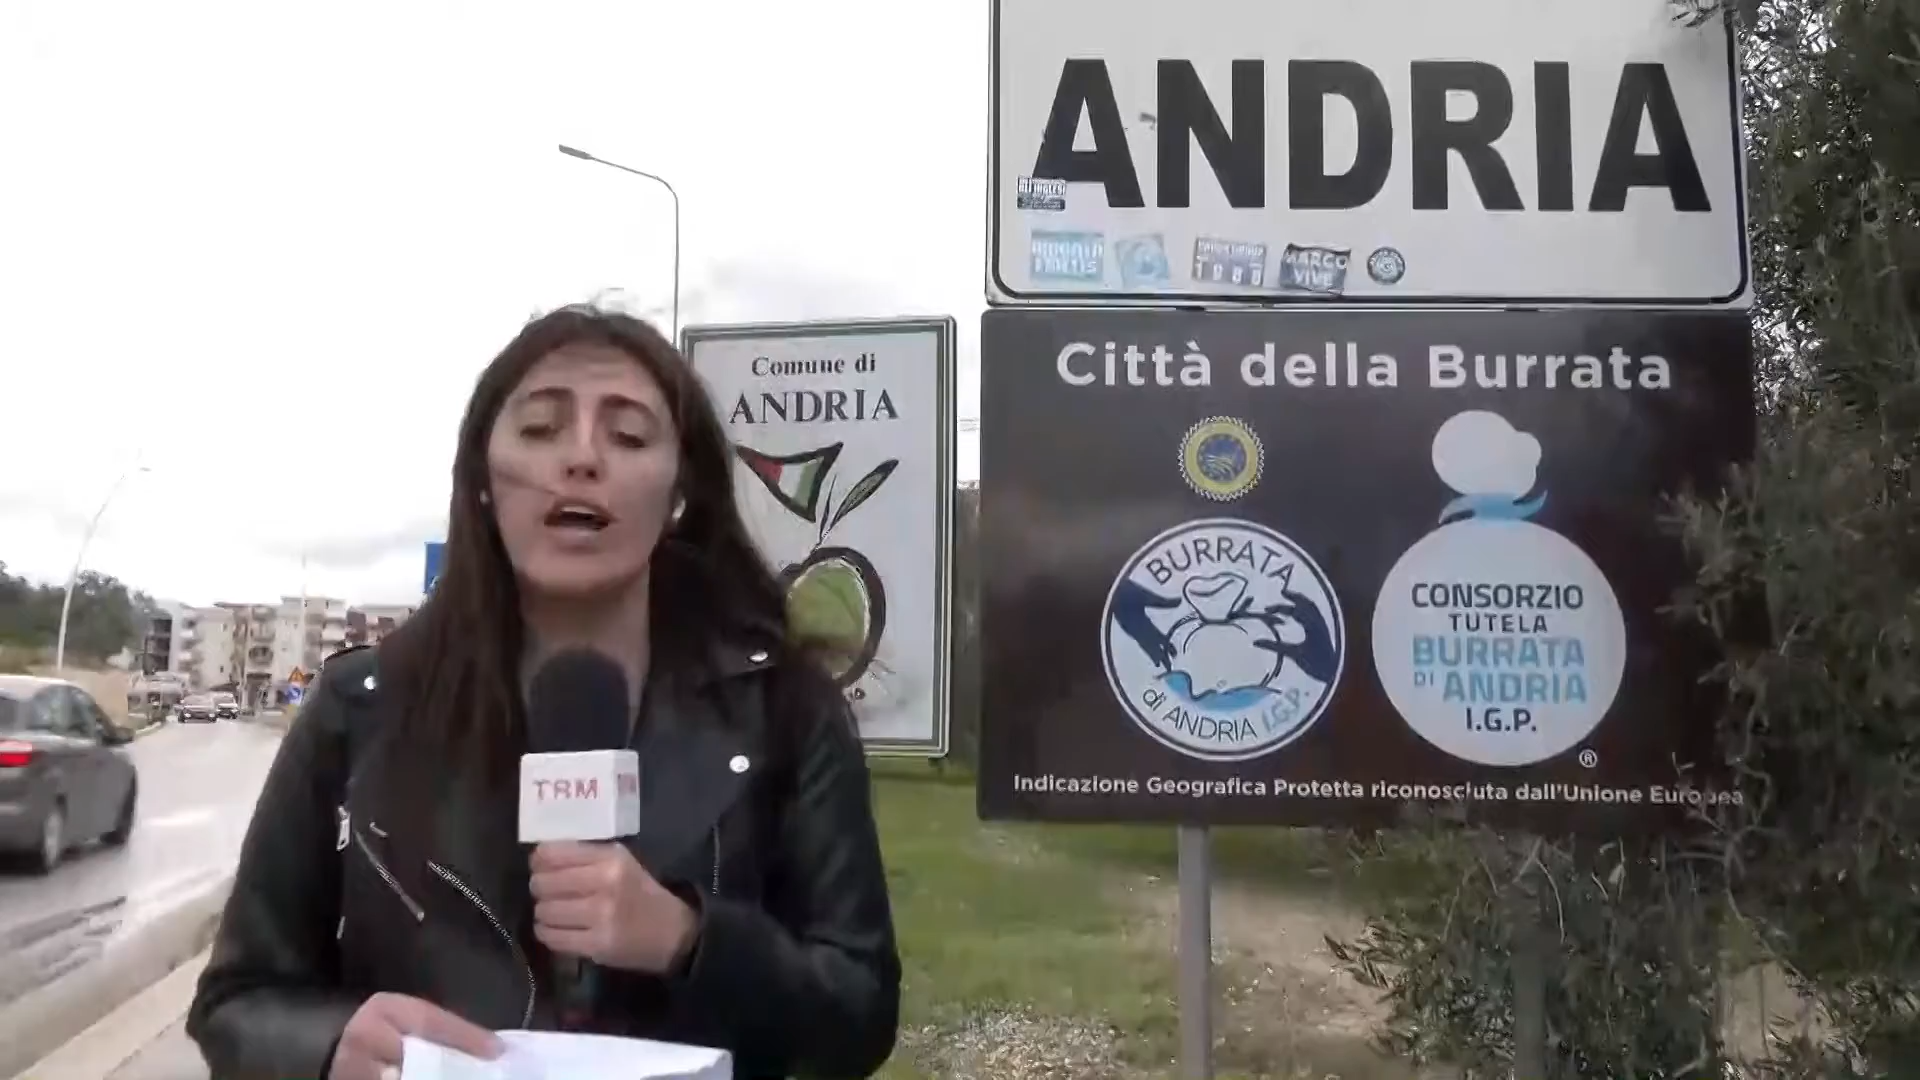 ANDRIA
1980
MARCO
VIVE
Comune di
ANDRIA
Città della Burrata
BURRATA
di ANDRIA I.G.P.
CONSORZIO
TUTELA
BURRATA
DI ANDRIA
I.G.P.
®
Indicazione Geografica Protetta riconosciuta dall'Unione Europea
TRM